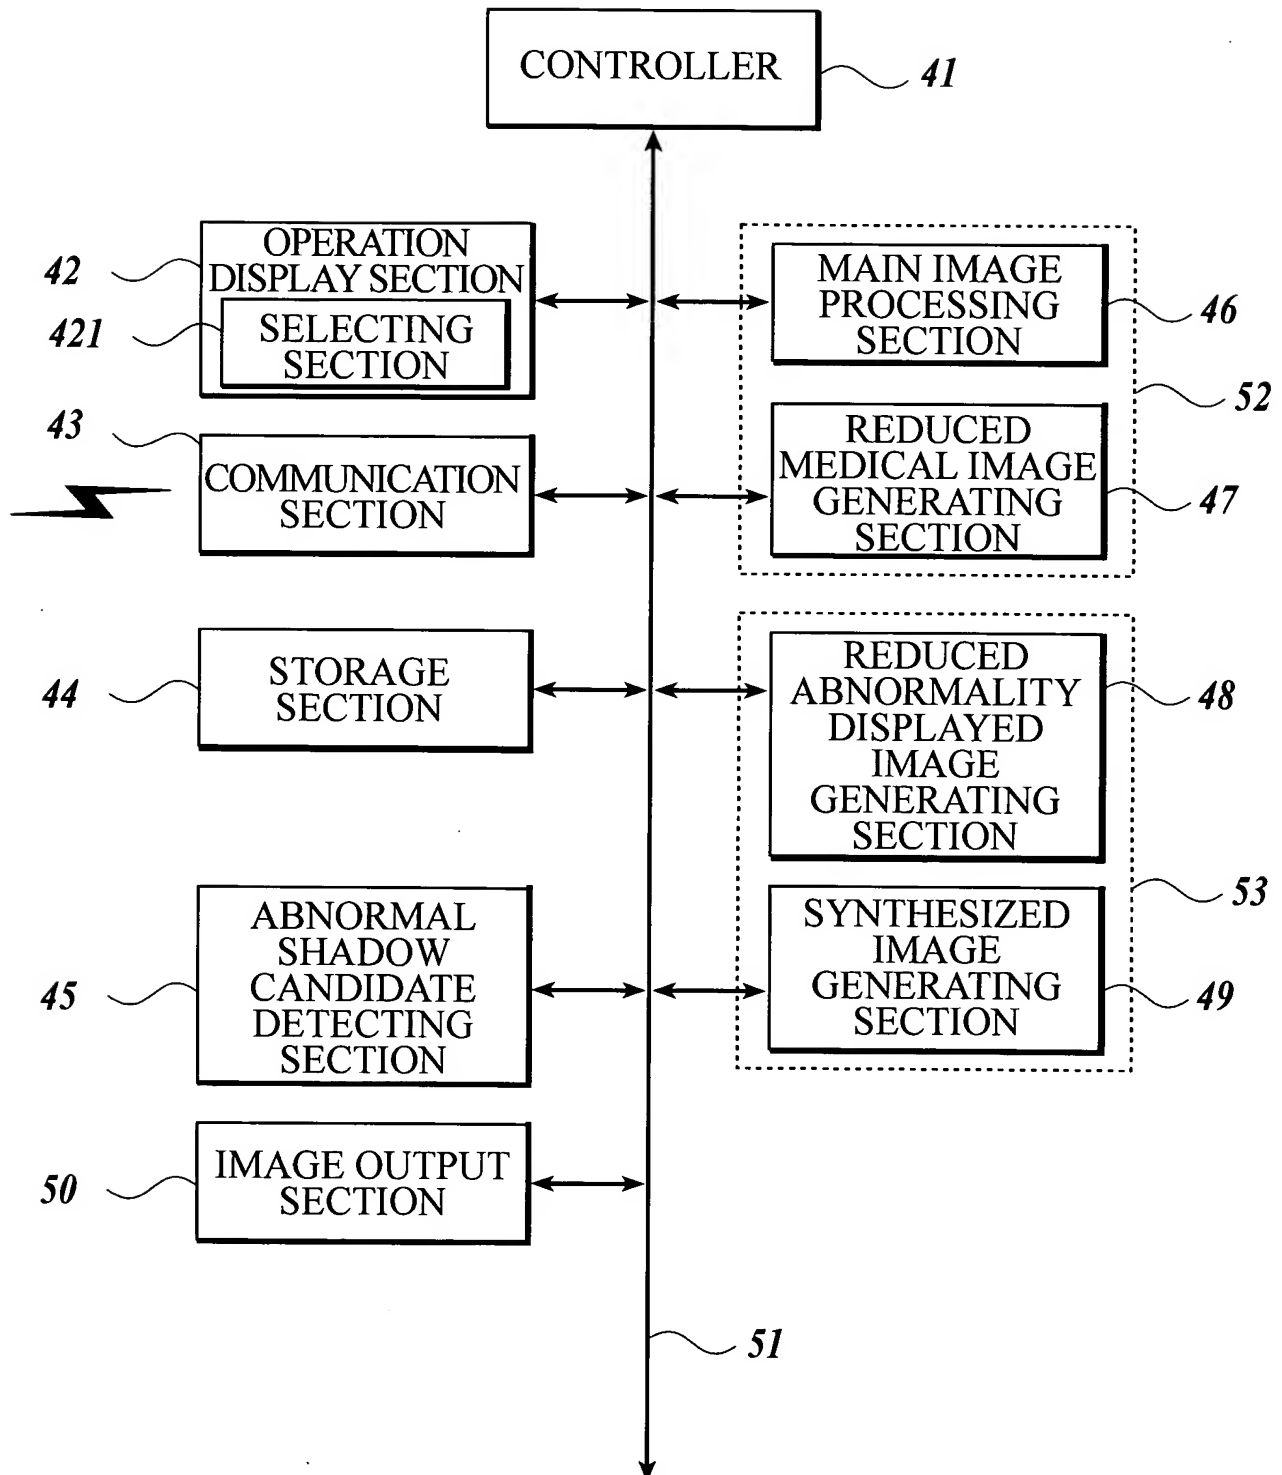 CONTROLLER
41
OPERATION
DISPLAY SECTION
42
SELECTING
SECTION
421
COMMUNICATION
SECTION
43
STORAGE
SECTION
44
ABNORMAL
SHADOW
CANDIDATE
DETECTING
SECTION
45
IMAGE OUTPUT
SECTION
50
MAIN IMAGE
PROCESSING
SECTION
46
52
REDUCED
MEDICAL IMAGE
GENERATING
SECTION
47
REDUCED
ABNORMALITY
DISPLAYED
IMAGE
GENERATING
SECTION
48
53
SYNTHESIZED
IMAGE
GENERATING
SECTION
49
51